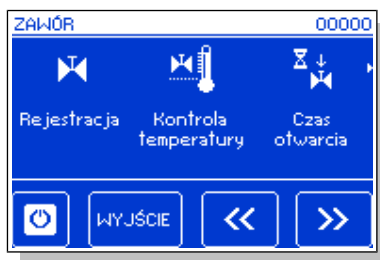 ZAWÓR 00000
Rejestracja Kontrola Czas
temperatury otwarcia
WYJŚCIE << >>